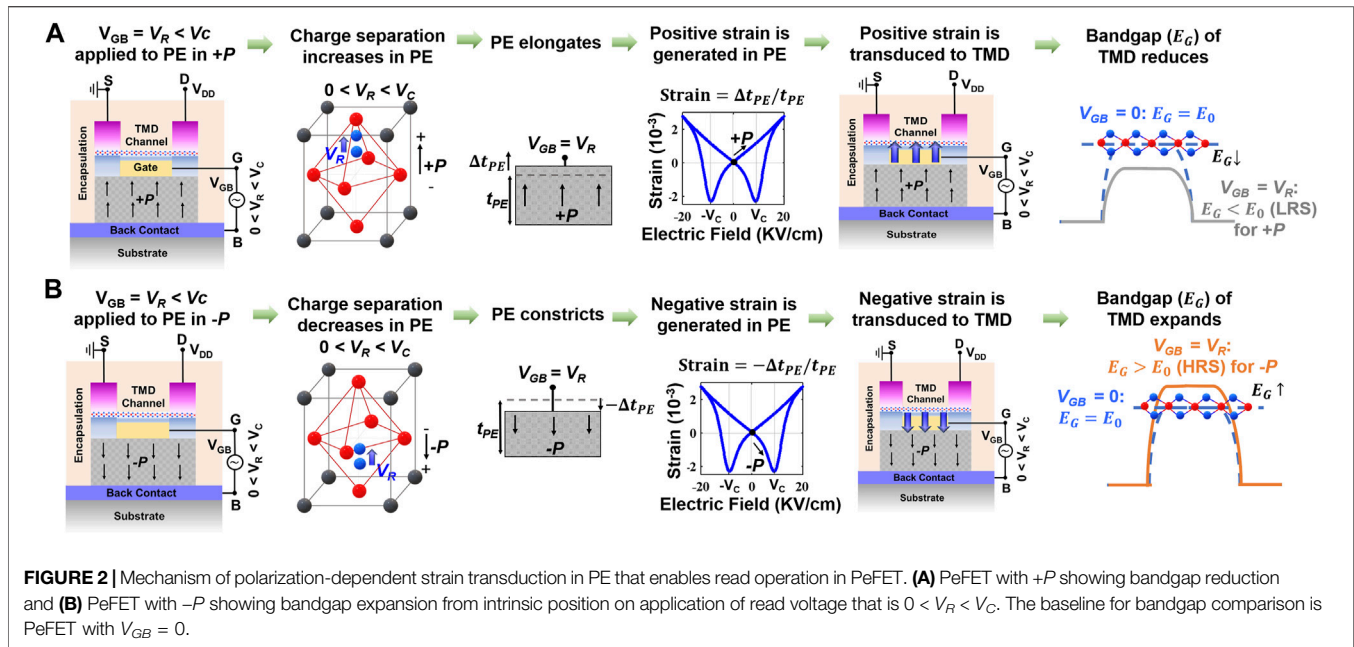 A
V_GB = V_R < Vc
applied to PE in +P
Charge separation
increases in PE
PE elongates
Positive strain is
generated in PE
Positive strain is
transduced to TMD
Bandgap (E_G) of
TMD reduces
S
D
V_DD
TMD
Channel
Gate
Encapsulation
G
V_GB
0 < V_R < V_C
+P
Back Contact
B
Substrate
0 < V_R < V_C
V_R
+
+P
-
V_GB = V_R
Δt_PE
t_PE
+P
Strain = Δt_PE/t_PE
Strain (10⁻³)
2
0
-2
+P
-20 -V_C 0 V_C 20
Electric Field (KV/cm)
S
D
V_DD
TMD
Channel
Encapsulation
G
V_GB
0 < V_R < V_C
+P
Back Contact
B
Substrate
V_GB = 0: E_G = E_0
E_G↓
V_GB = V_R:
E_G < E_0 (LRS)
for +P
B
V_GB = V_R < Vc
applied to PE in -P
Charge separation
decreases in PE
PE constricts
Negative strain is
generated in PE
Negative strain is
transduced to TMD
Bandgap (E_G) of
TMD expands
S
D
V_DD
TMD
Channel
Encapsulation
G
V_GB
0 < V_R < V_C
-P
Back Contact
B
Substrate
0 < V_R < V_C
V_R
-
-P
+
V_GB = V_R
-Δt_PE
t_PE
-P
Strain = −Δt_PE/t_PE
Strain (10⁻³)
2
0
-2
-P
-20 -V_C 0 V_C 20
Electric Field (KV/cm)
S
D
V_DD
TMD
Channel
Encapsulation
G
V_GB
0 < V_R < V_C
-P
Back Contact
B
Substrate
V_GB = V_R:
E_G > E_0 (HRS) for -P
V_GB = 0:
E_G = E_0
E_G ↑
FIGURE 2 | Mechanism of polarization-dependent strain transduction in PE that enables read operation in PeFET. (A) PeFET with +P showing bandgap reduction
and (B) PeFET with –P showing bandgap expansion from intrinsic position on application of read voltage that is 0 < V_R < V_C. The baseline for bandgap comparison is
PeFET with V_GB = 0.